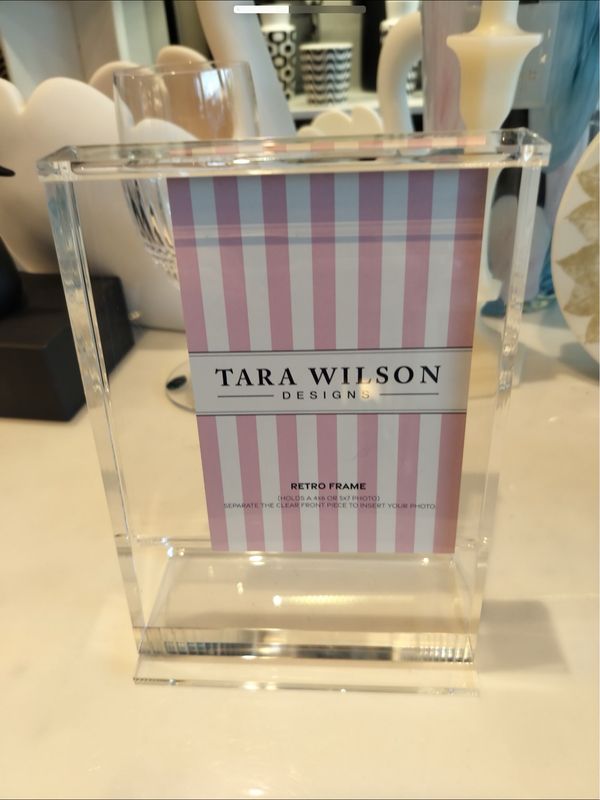 TARA WILSON
DESIGNS
RETRO FRAME
(HOLDS A 4X6 OR 5X7 PHOTO)
SEPARATE THE CLEAR FRONT PIECE TO INSERT YOUR PHOTO.